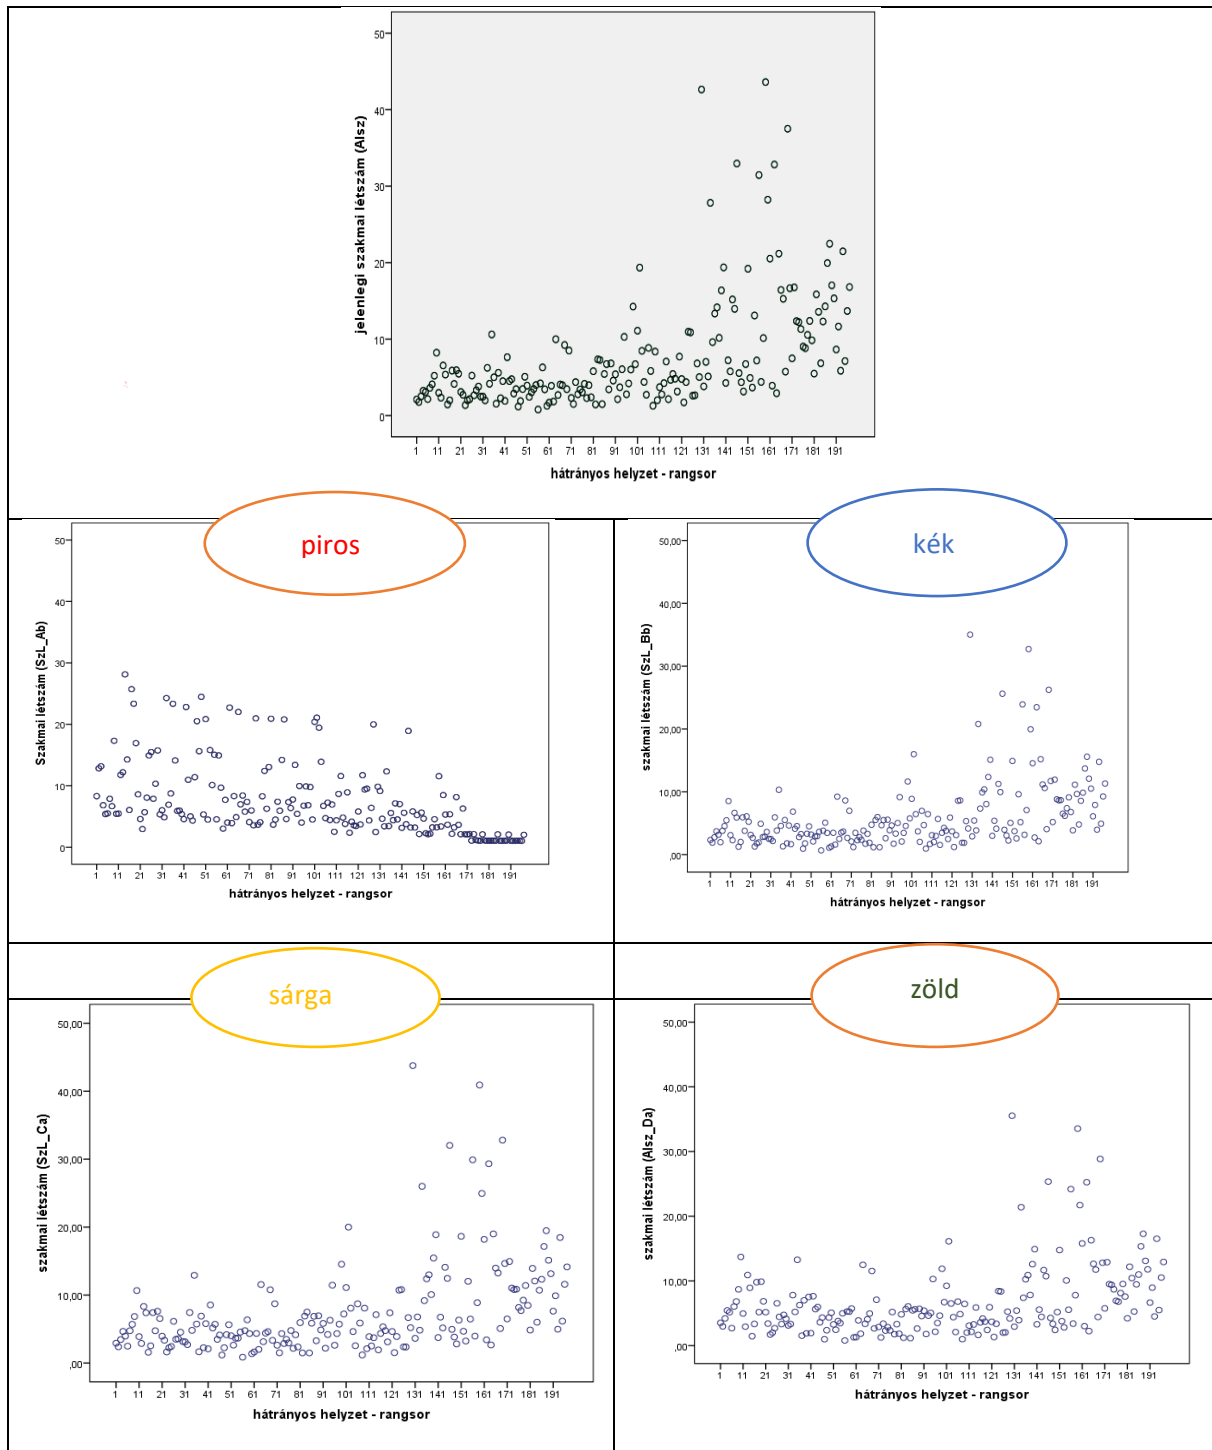 jelenlegi szakmai létszám (Alsz)
50
40
30
20
10
0
1 11 21 31 41 51 61 71 81 91 101 111 121 131 141 151 161 171 181 191
hátrányos helyzet - rangsor
piros
Szakmai létszám (SzL_Ab)
50
40
30
20
10
0
1 11 21 31 41 51 61 71 81 91 101 111 121 131 141 151 161 171 181 191
hátrányos helyzet - rangsor
kék
szakmai létszám (SzL_Bb)
50,00
40,00
30,00
20,00
10,00
,00
1 11 21 31 41 51 61 71 81 91 101 111 121 131 141 151 161 171 181 191
hátrányos helyzet - rangsor
sárga
szakmai létszám (SzL_Ca)
50,00
40,00
30,00
20,00
10,00
,00
1 11 21 31 41 51 61 71 81 91 101 111 121 131 141 151 161 171 181 191
hátrányos helyzet - rangsor
zöld
szakmai létszám (Alsz_Da)
50,00
40,00
30,00
20,00
10,00
,00
1 11 21 31 41 51 61 71 81 91 101 111 121 131 141 151 161 171 181 191
hátrányos helyzet - rangsor